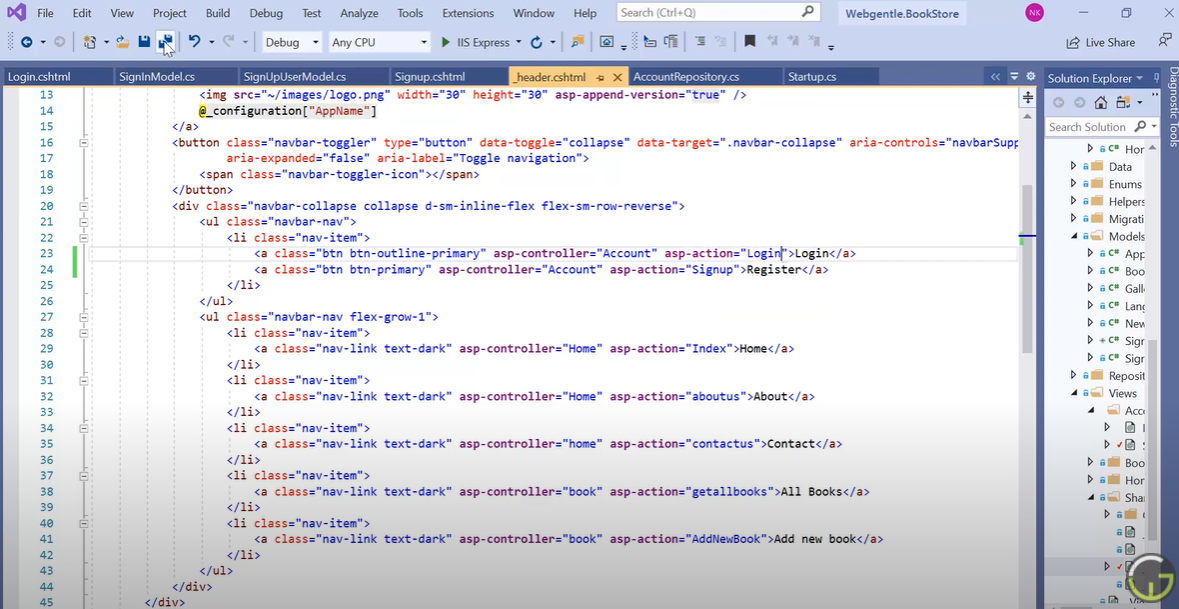 File Edit View Project Build Debug Test Analyze Tools Extensions Window Help Search (Ctrl+Q) Webgentle.BookStore NK
Debug Any CPU IIS Express Live Share
Login.cshtml SignInModel.cs SignUpUserModel.cs Signup.cshtml _header.cshtml AccountRepository.cs Startup.cs Solution Explorer
Diagnostic Tools
Search Solution
13 <img src="~/images/logo.png" width="30" height="30" asp-append-version="true" />
14 @_configuration["AppName"]
15 </a>
16 <button class="navbar-toggler" type="button" data-toggle="collapse" data-target=".navbar-collapse" aria-controls="navbarSupp
17 aria-expanded="false" aria-label="Toggle navigation">
18 <span class="navbar-toggler-icon"></span>
19 </button>
20 <div class="navbar-collapse collapse d-sm-inline-flex flex-sm-row-reverse">
21 <ul class="navbar-nav">
22 <li class="nav-item">
23 <a class="btn btn-outline-primary" asp-controller="Account" asp-action="Login">Login</a>
24 <a class="btn btn-primary" asp-controller="Account" asp-action="Signup">Register</a>
25 </li>
26 </ul>
27 <ul class="navbar-nav flex-grow-1">
28 <li class="nav-item">
29 <a class="nav-link text-dark" asp-controller="Home" asp-action="Index">Home</a>
30 </li>
31 <li class="nav-item">
32 <a class="nav-link text-dark" asp-controller="Home" asp-action="aboutus">About</a>
33 </li>
34 <li class="nav-item">
35 <a class="nav-link text-dark" asp-controller="home" asp-action="contactus">Contact</a>
36 </li>
37 <li class="nav-item">
38 <a class="nav-link text-dark" asp-controller="book" asp-action="getallbooks">All Books</a>
39 </li>
40 <li class="nav-item">
41 <a class="nav-link text-dark" asp-controller="book" asp-action="AddNewBook">Add new book</a>
42 </li>
43 </ul>
44 </div>
45 </div>
C# Hor
Data
Enums
Helpers
Migrati
Models
C# App
C# Boo
C# Gall
C# Lang
C# New
C# Sign
C# Sign
Reposit
Views
Acc
Boo
Hor
Shar